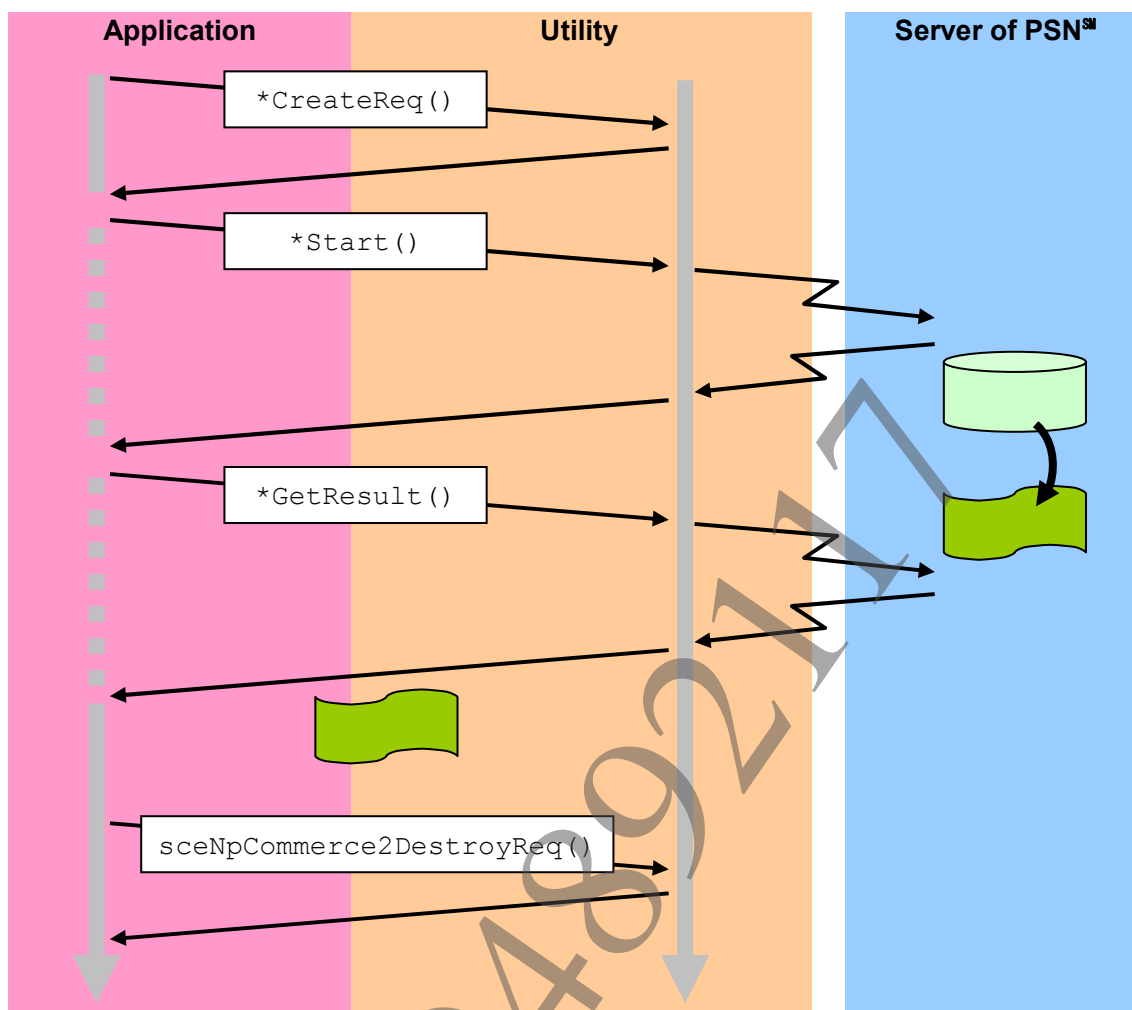 Application
Utility
Server of PSN℠
*CreateReq()
*Start()
*GetResult()
sceNpCommerce2DestroyReq()